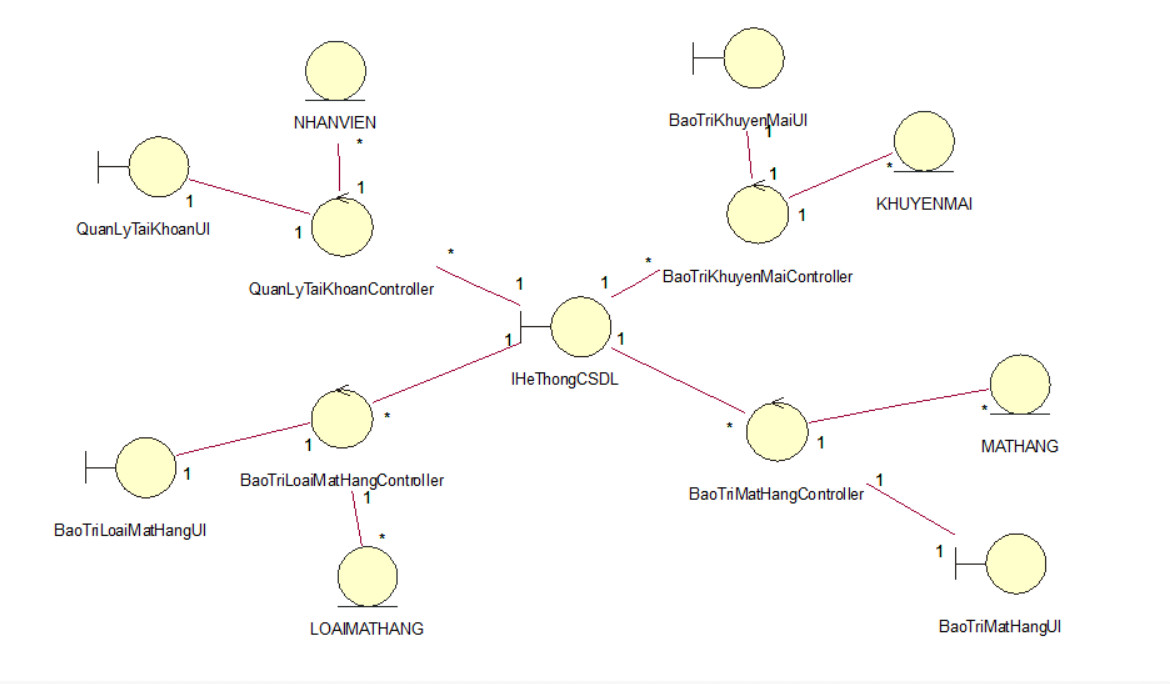 BaoTriKhuyenMaiUI
1
NHANVIEN
*
1
1
*
KHUYENMAI
QuanLyTaiKhoanUI
1
1
1
QuanLyTaiKhoanController
*
1
*
1
BaoTriKhuyenMaiController
1
1
IHeThongCSDL
*
*
*
1
MATHANG
1
1
BaoTriLoaiMatHangController
1
BaoTriMatHangController
1
BaoTriLoaiMatHangUI
*
1
LOAIMATHANG
BaoTriMatHangUI